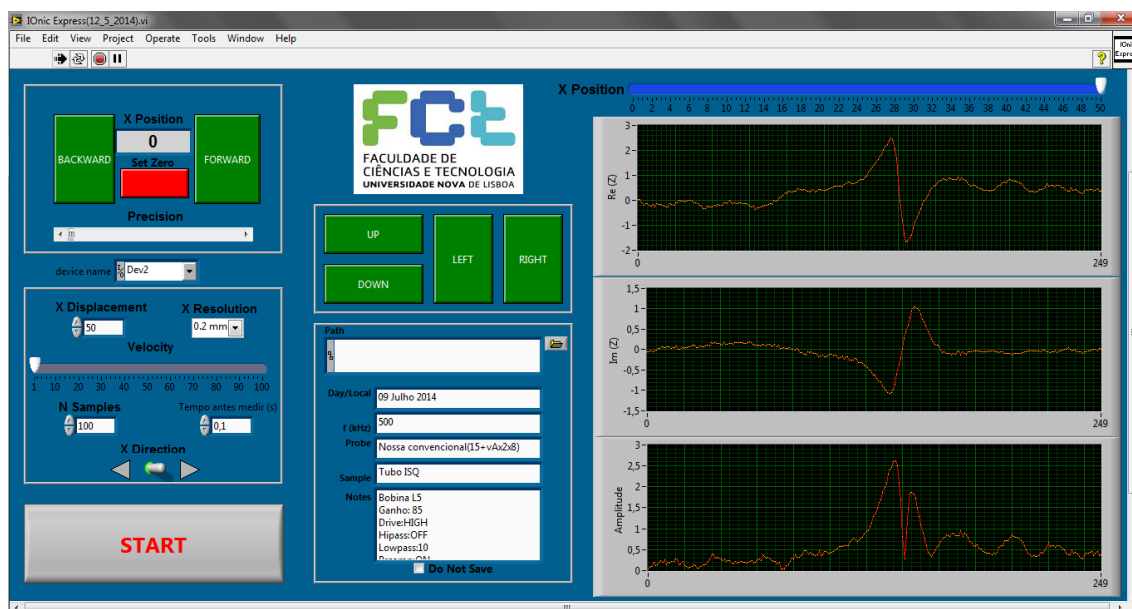 IOnic Express(12_5_2014).vi
File Edit View Project Operate Tools Window Help
IOni
Expre
X Position
0
Set Zero
BACKWARD
FORWARD
Precision
device name
Dev2
X Displacement
50
X Resolution
0.2 mm
Velocity
1 10 20 30 40 50 60 70 80 90 100
N Samples
100
Tempo antes medir (s)
0,1
X Direction
START
FCt
FACULDADE DE
CIÊNCIAS E TECNOLOGIA
UNIVERSIDADE NOVA DE LISBOA
UP
DOWN
LEFT
RIGHT
Path
Day/Local 09 Julho 2014
f (kHz) 500
Probe Nossa convencional(15+vAx2x8)
Sample Tubo ISQ
Notes Bobina L5
Ganho: 85
Drive:HIGH
Hipass:OFF
Lowpass:10
Do Not Save
X Position
0 2 4 6 8 10 12 14 16 18 20 22 24 26 28 30 32 34 36 38 40 42 44 46 48 50
Re (Z)
3
2
1
0
-1
-2
0 249
Im (Z)
1,5
1
0,5
0
-0,5
-1
-1,5
0 249
Amplitude
3
2,5
2
1,5
1
0,5
0
0 249